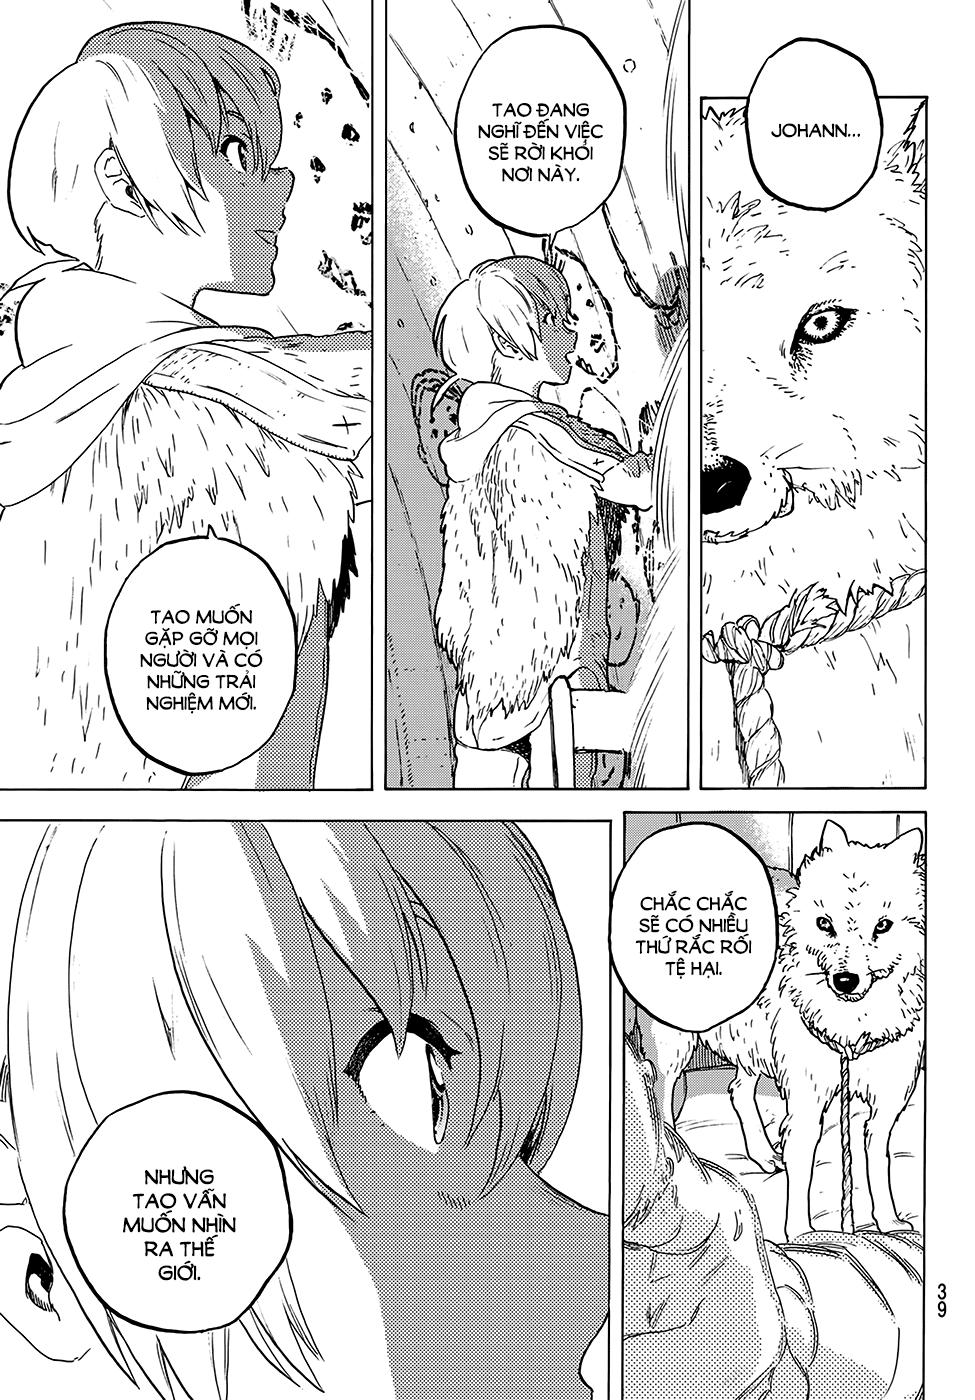 JOHANN...
TAO ĐANG
NGHĨ ĐẾN VIỆC
SẼ RỜI KHỎI
NƠI NÀY.
TAO MUỐN
GẶP GỠ MỌI
NGƯỜI VÀ CÓ
NHỮNG TRẢI
NGHIỆM MỚI.
CHẮC CHẮC
SẼ CÓ NHIỀU
THỨ RẮC RỐI
TỆ HẠI.
NHƯNG
TAO VẪN
MUỐN NHÌN
RA THẾ
GIỚI.
39